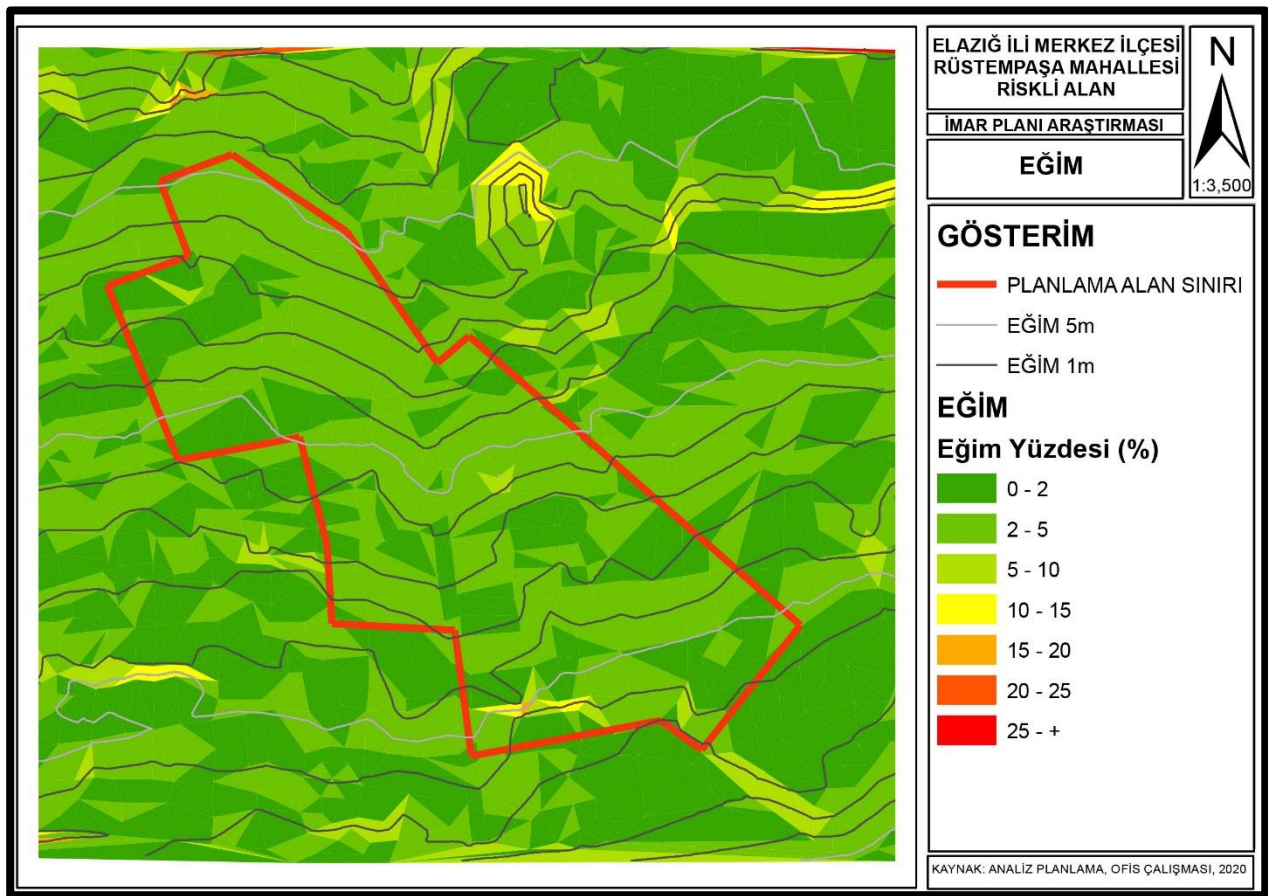 ELAZIĞ İLİ MERKEZ İLÇESİ
RÜSTEMPAŞA MAHALLESİ
RİSKLİ ALAN
İMAR PLANI ARAŞTIRMASI
EĞİM
N
1:3,500
GÖSTERİM
PLANLAMA ALAN SINIRI
EĞİM 5m
EĞİM 1m
EĞİM
Eğim Yüzdesi (%)
0 - 2
2 - 5
5 - 10
10 - 15
15 - 20
20 - 25
25 - +
KAYNAK: ANALİZ PLANLAMA, OFİS ÇALIŞMASI, 2020